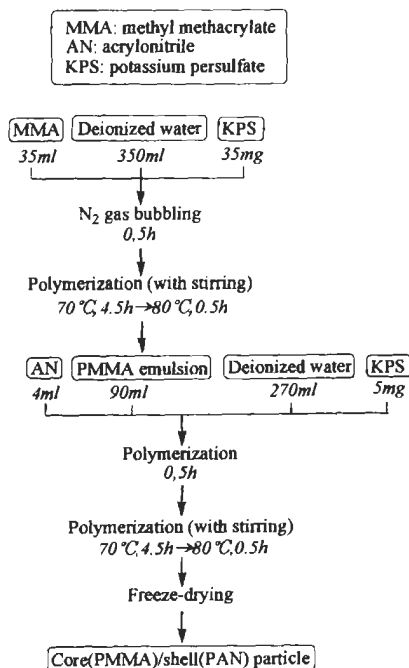 MMA: methyl methacrylate
AN: acrylonitrile
KPS: potassium persulfate
MMA Deionized water KPS
35ml 350ml 35mg
N₂ gas bubbling
0,5h
Polymerization (with stirring)
70℃, 4.5h→80℃, 0.5h
AN PMMA emulsion Deionized water KPS
4ml 90ml 270ml 5mg
Polymerization
0,5h
Polymerization (with stirring)
70℃, 4.5h→80℃,0.5h
Freeze-drying
Core(PMMA)/shell(PAN) particle